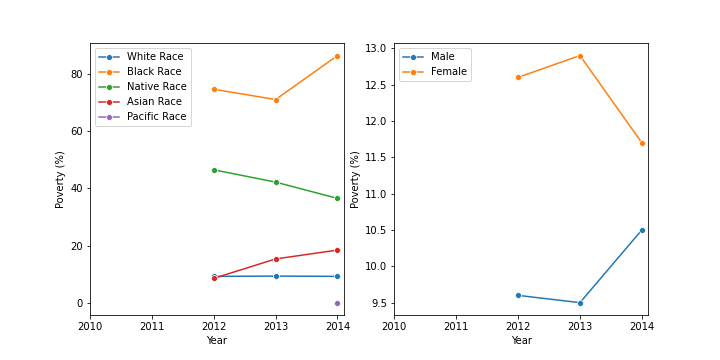 White Race
Black Race
Native Race
Asian Race
Pacific Race
80
60
40
20
0
Poverty (%)
2010 2011 2012 2013 2014
Year
Male
Female
13.0
12.5
12.0
11.5
11.0
10.5
10.0
9.5
Poverty (%)
2010 2011 2012 2013 2014
Year